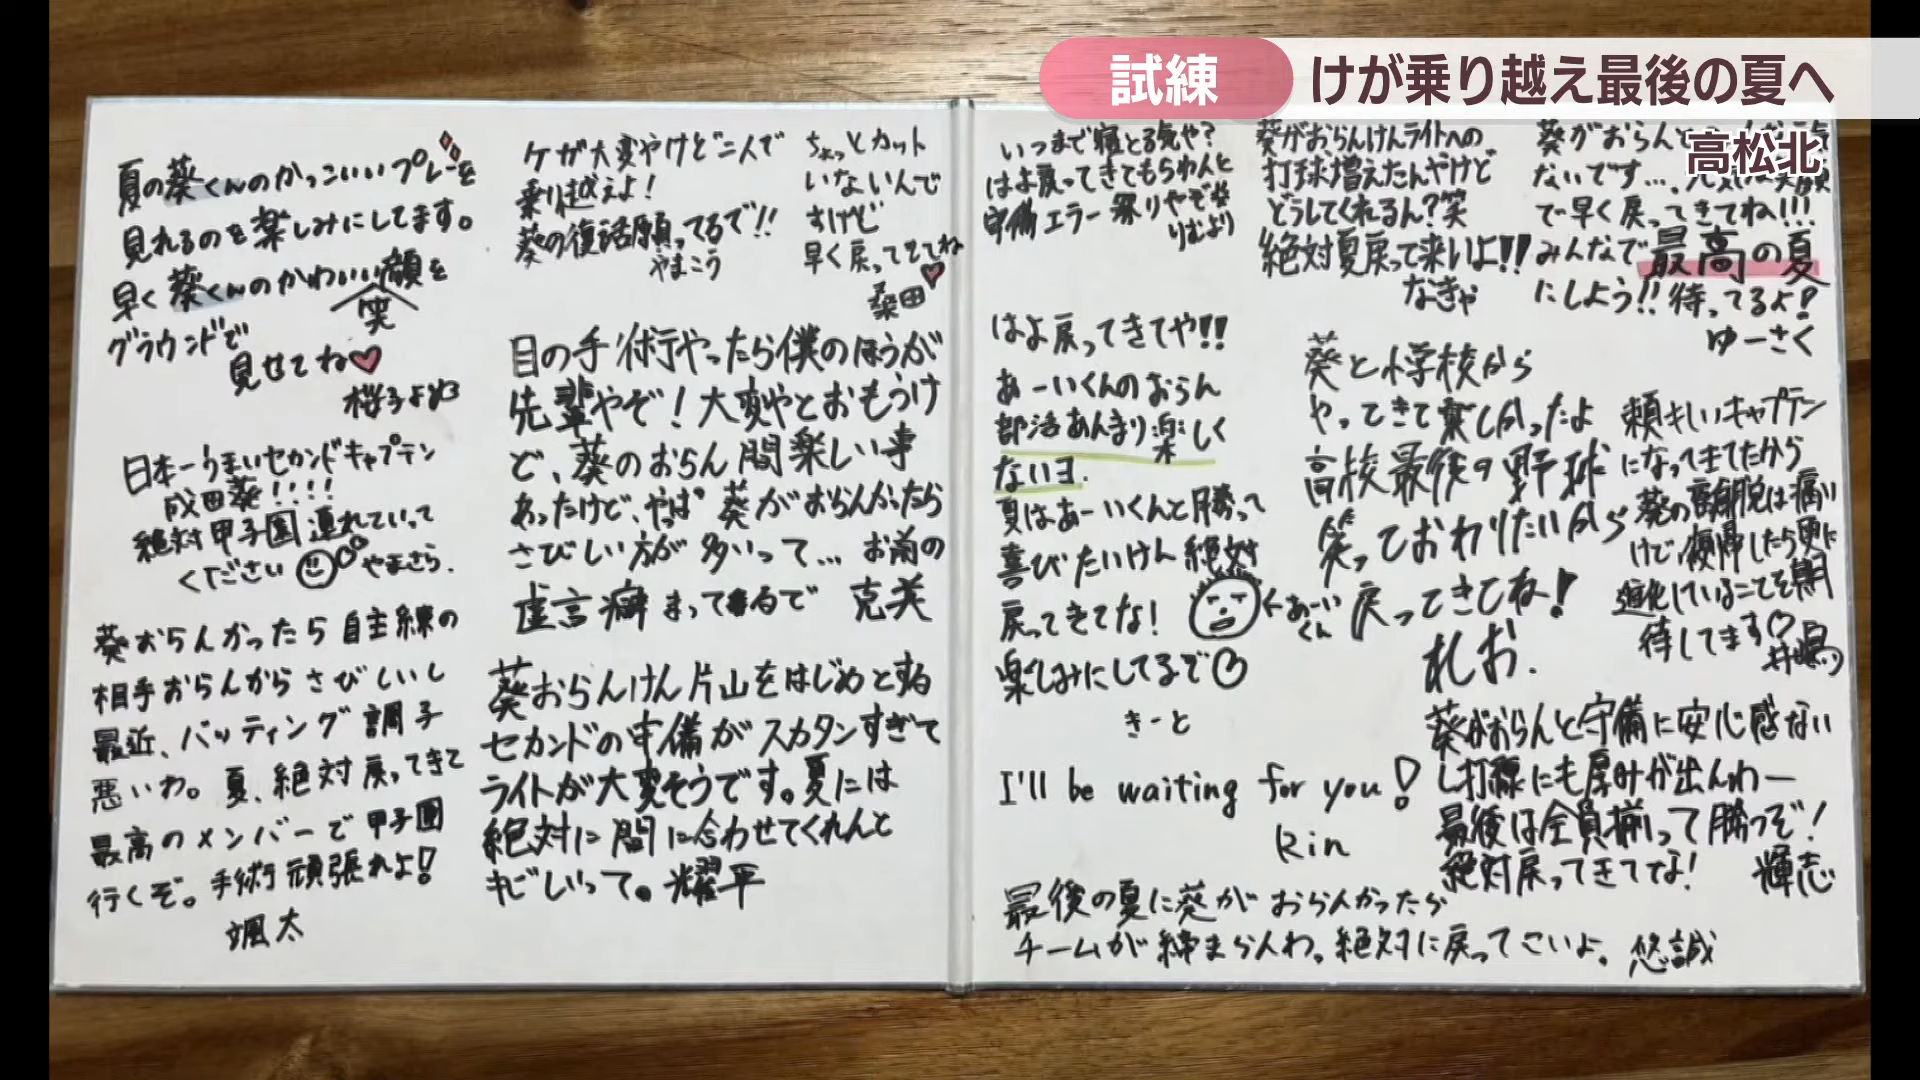 試練
けが乗り越え最後の夏へ
高松北
夏の葵くんのかっこいいプレーを
見れるのを楽しみにしてます。
早く葵くんのかわいい顔を
笑
グラウンドで
見せてね
桜子より
日本一うまいセカンドキャプテン
成田葵!!!!
絶対甲子園連れていって
ください
やまさら.
葵おらんかったら自主練の
相手おらんから さびしいし
最近、バッティング調子
悪いわ。夏、絶対戻ってきて
最高のメンバーで甲子園
行くぞ。手術頑張れよ!
颯太
ケガ大変やけど二人で
乗り越えよ!
葵の復活願ってるで!!
やまこう
ちょっとカット
いないんで
すけど
早く戻ってきてね
桑田
目の手術やったら僕のほうが
先輩やぞ!大変やとおもうけ
ど、葵のおらん間楽しい事
あったけど、やっぱ葵がおらんかったら
さびしい方が多いって… お前の
虚言癖まってるで 克美
葵おらんけん片山をはじめとする
セカンドの守備がスカタンすぎて
ライトが大変そうです。夏には
絶対に間に合わせてくれんと
キビしいって。耀平
いつまで寝とる気や?
はよ戻ってきてもらわんと
守備エラー祭りやぞ
りむより
はよ戻ってきてや!!
あーいくんのおらん
部活あんまり楽しく
ないヨ.
夏はあーいくんと勝って
喜びたいけん絶対
戻ってきてな!
あーい
くん
楽しみにしてるで
きーと
I'll be waiting for you!
Rin
最後の夏に葵が おらんかったら
チームが締まらんわ。絶対に戻ってこいよ。悠誠
葵がおらんけんライトへの
打球増えたんやけど
どうしてくれるん?笑
絶対夏戻って来いよ!!
なぎや
葵がおらんと
ないです…。
で早く戻ってきてね!!!
みんなで最高の夏
にしよう!!待ってるよ!
ゆーさく
葵と小学校から
やってきて楽しかったよ
高校最後の野球
笑っておわりたいから
戻ってきてね!
れお.
頼もしいキャプテン
になってきてたから
葵の離脱は痛い
けど、復帰したら更に
進化していることを期
待してます♡
井嶋
葵がおらんと守備に安心感ない
し打線にも厚みが出んわー
最後は全員揃って勝つぞ!
絶対戻ってきてな! 輝志